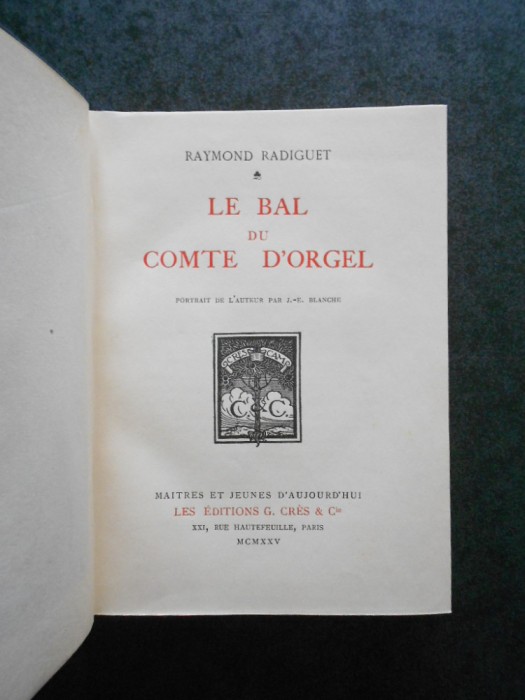 RAYMOND RADIGUET
LE BAL
DU
COMTE D'ORGEL
PORTRAIT DE L'AUTEUR PAR J.-E. BLANCHE
C & C
MAITRES ET JEUNES D'AUJOURD'HUI
LES ÉDITIONS G. CRÈS & Cie
XXI, RUE HAUTEFEUILLE, PARIS
MCMXXV